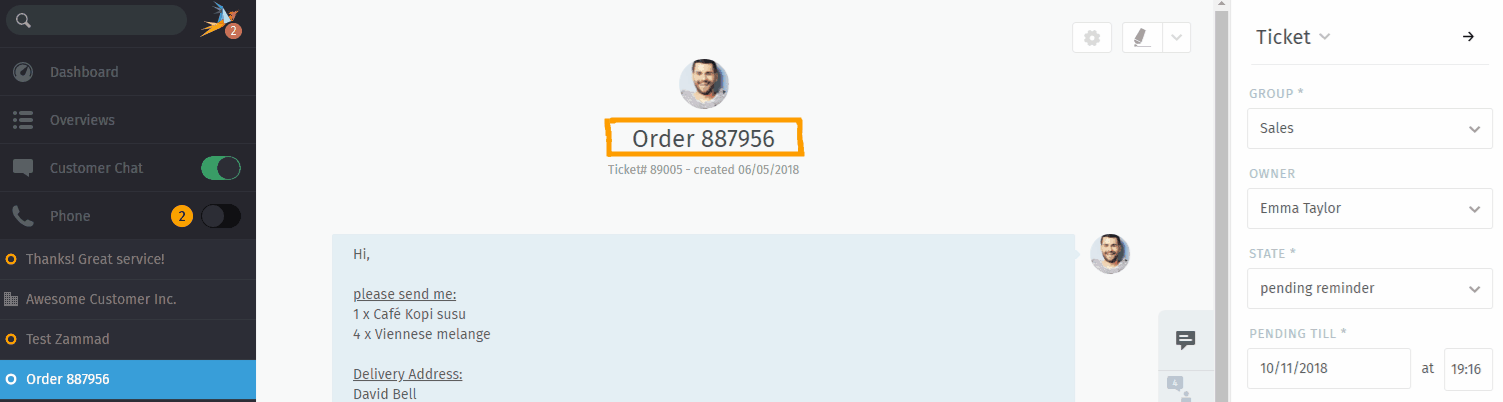 2
Dashboard
Overviews
Customer Chat
Phone
2
Thanks! Great service!
Awesome Customer Inc.
Test Zammad
Order 887956
Order 887956
Ticket# 89005 - created 06/05/2018
Hi,
please send me:
1 x Café Kopi susu
4 x Viennese melange
Delivery Address:
David Bell
4
Ticket
GROUP *
Sales
OWNER
Emma Taylor
STATE *
pending reminder
PENDING TILL *
10/11/2018 at 19:16